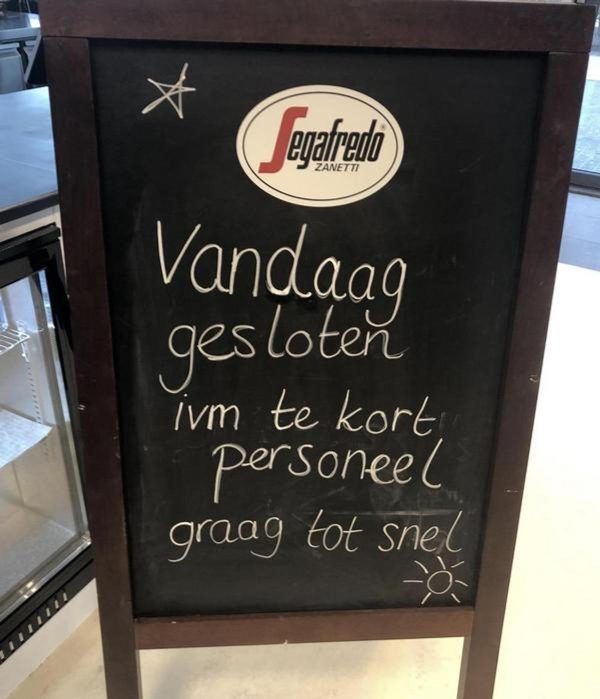 Segafredo
ZANETTI
Vandaag
gesloten
ivm te kort
personeel
graag tot snel